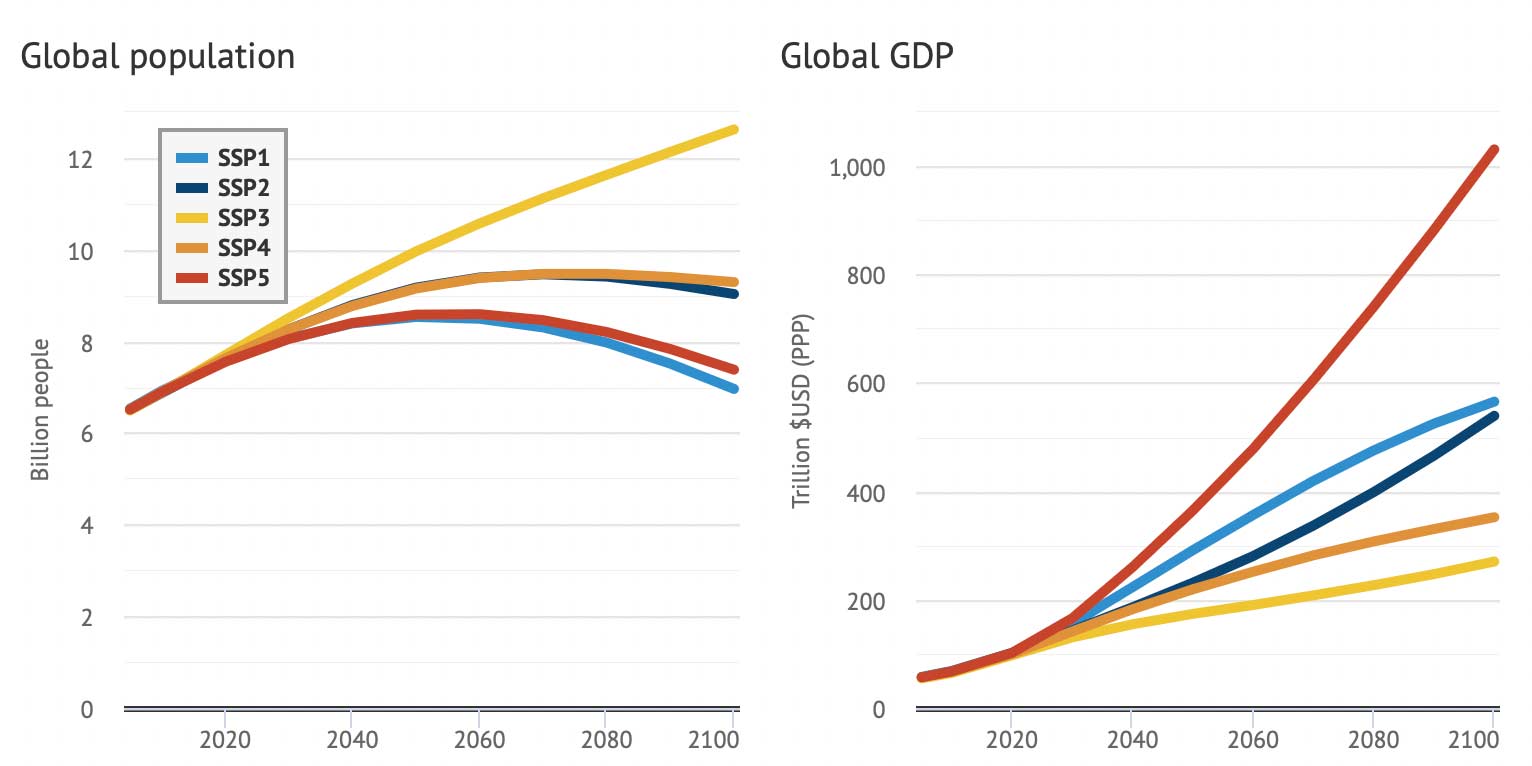 Global population
SSP1
SSP2
SSP3
SSP4
SSP5
Billion people
12
10
8
6
4
2
0
2020 2040 2060 2080 2100
Global GDP
Trillion $USD (PPP)
1,000
800
600
400
200
0
2020 2040 2060 2080 2100